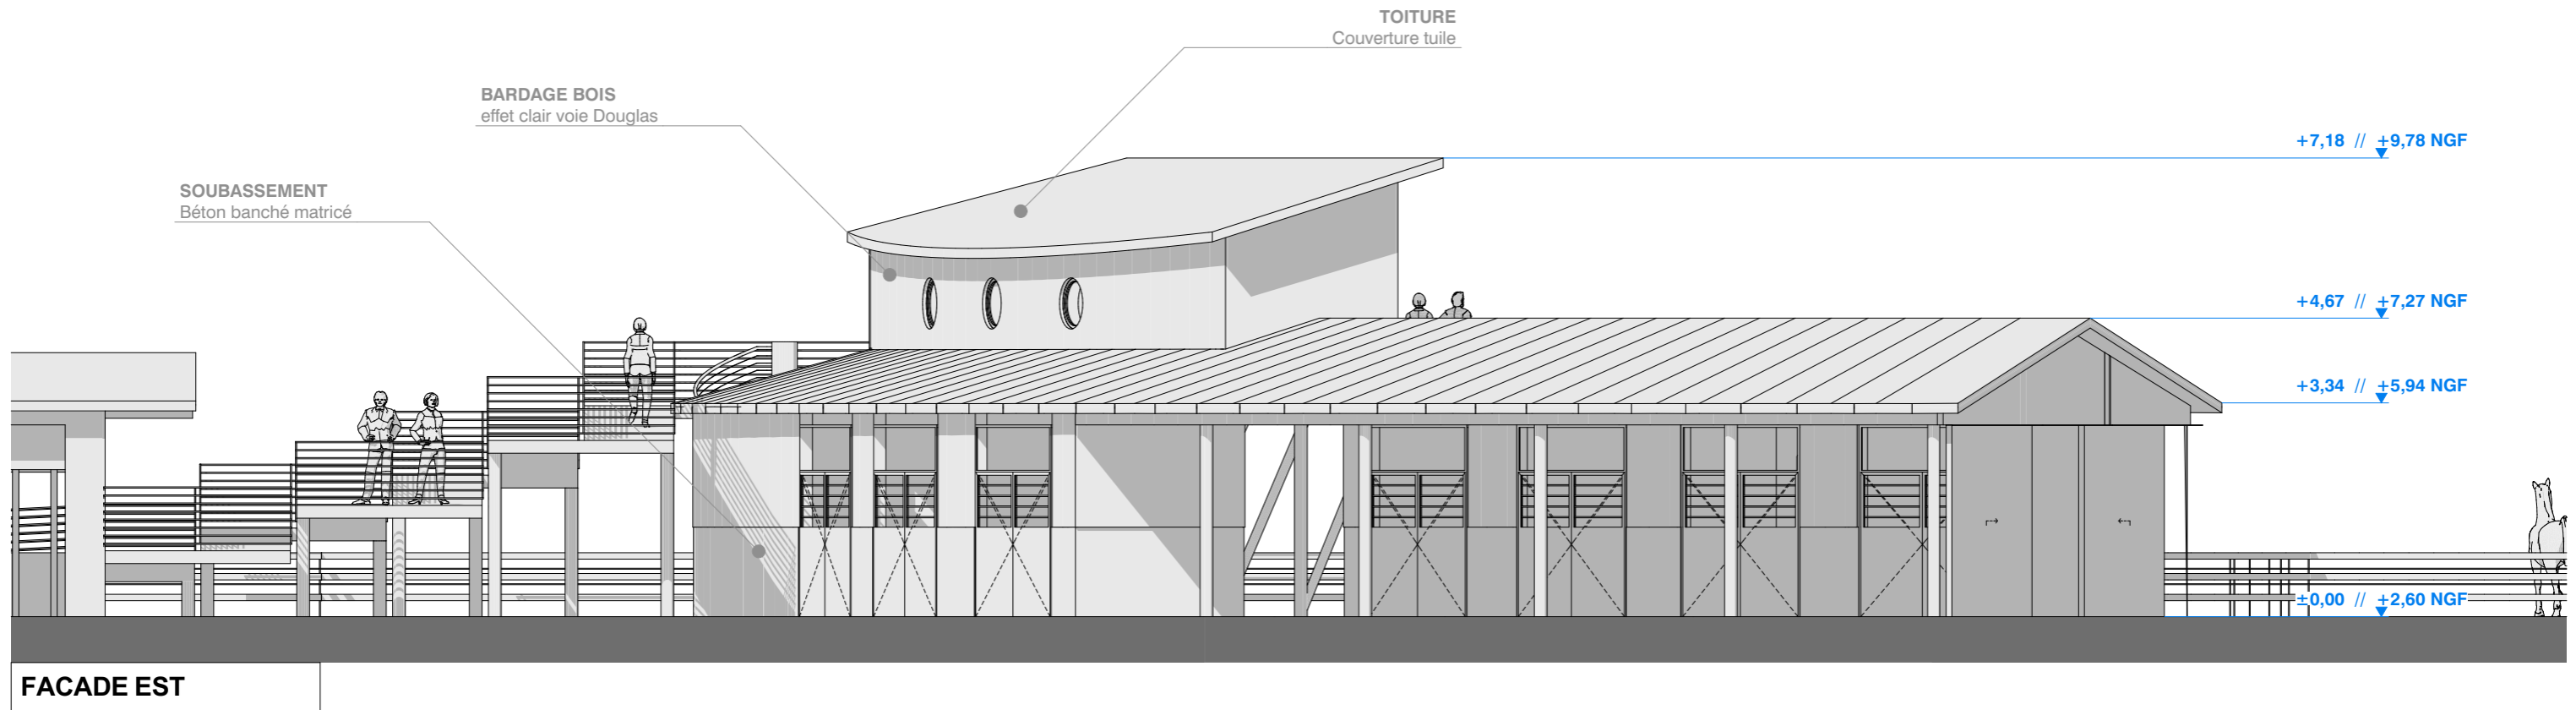 TOITURE
Couverture tuile
BARDAGE BOIS
effet clair voie Douglas
SOUBASSEMENT
Béton banché matricé
+7,18 // +9,78 NGF
+4,67 // +7,27 NGF
+3,34 // +5,94 NGF
±0,00 // +2,60 NGF
FACADE EST